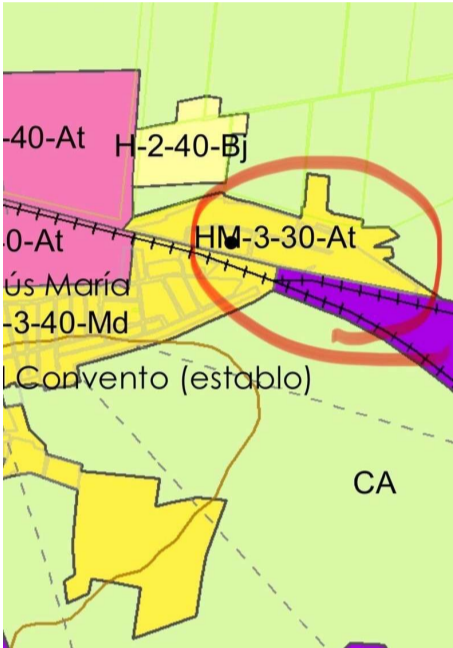 -40-At
H-2-40-Bj
0-At
HM-3-30-At
ús María
-3-40-Md
Convento (establo)
CA